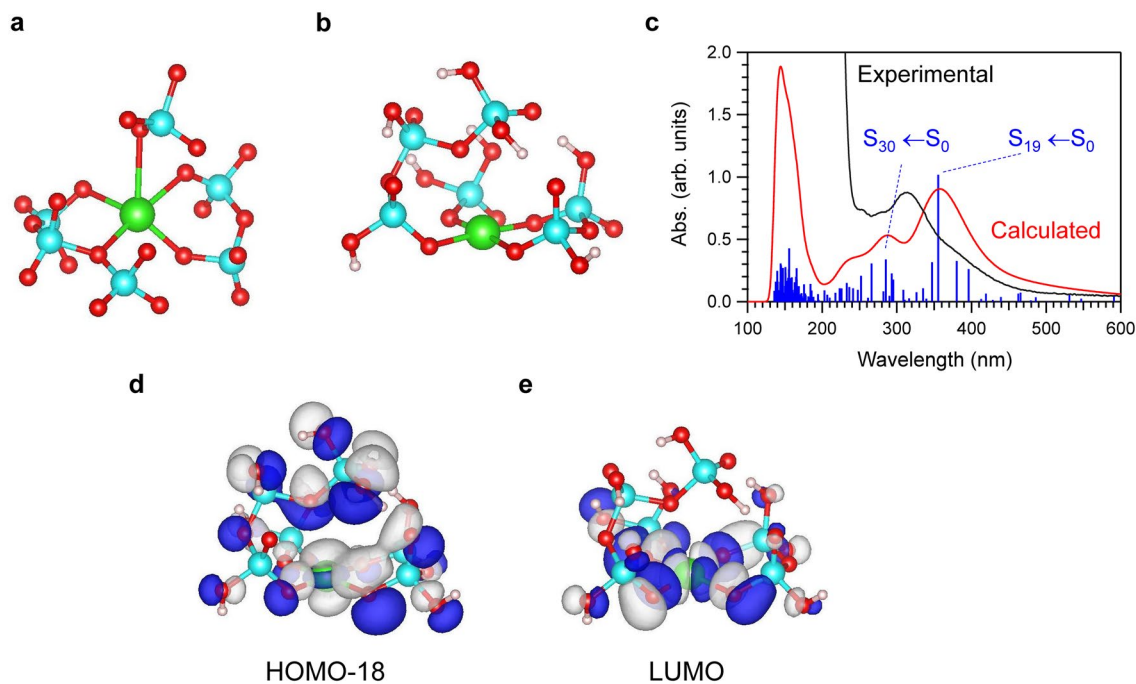 a
b
c
2.0
1.5
1.0
0.5
0.0
Abs. (arb. units)
Experimental
S₃₀ ←S₀
S₁₉ ←S₀
Calculated
100 200 300 400 500 600
Wavelength (nm)
d
e
HOMO-18
LUMO